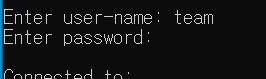 Enter user-name: team
Enter password:
Connected to: